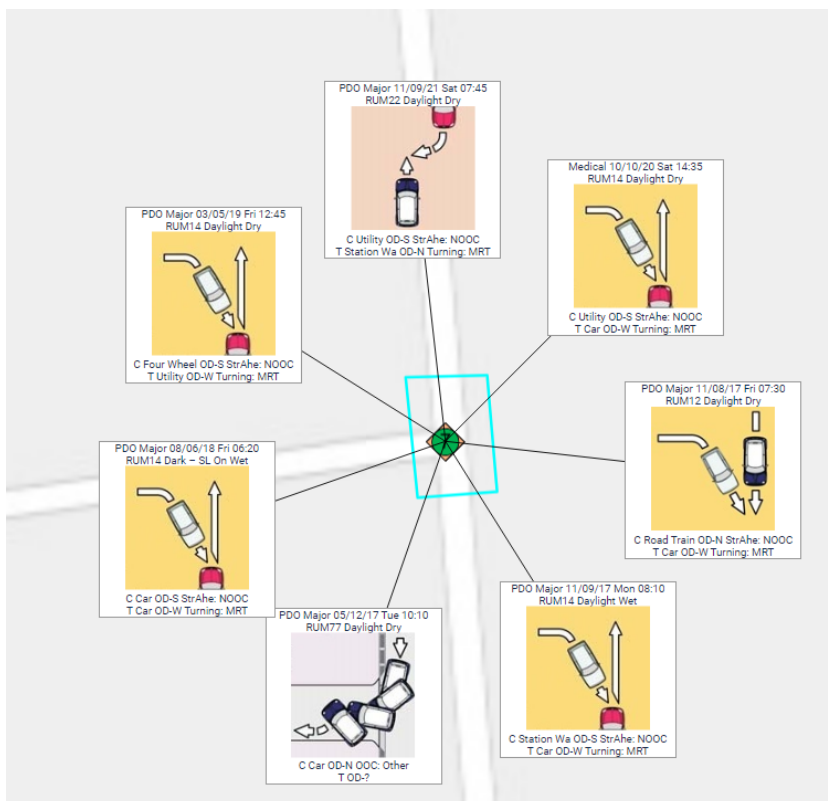 PDO Major 11/09/21 Sat 07:45
RUM22 Daylight Dry
C Utility OD-S StrAhe: NOOC
T Station Wa OD-N Turning: MRT
Medical 10/10/20 Sat 14:35
RUM14 Daylight Dry
C Utility OD-S StrAhe: NOOC
T Car OD-W Turning: MRT
PDO Major 03/05/19 Fri 12:45
RUM14 Daylight Dry
C Four Wheel OD-S StrAhe: NOOC
T Utility OD-W Turning: MRT
PDO Major 11/08/17 Fri 07:30
RUM12 Daylight Dry
C Road Train OD-N StrAhe: NOOC
T Car OD-W Turning: MRT
7
PDO Major 08/06/18 Fri 06:20
RUM14 Dark – SL On Wet
C Car OD-S StrAhe: NOOC
T Car OD-W Turning: MRT
PDO Major 11/09/17 Mon 08:10
RUM14 Daylight Wet
C Station Wa OD-S StrAhe: NOOC
T Car OD-W Turning: MRT
PDO Major 05/12/17 Tue 10:10
RUM77 Daylight Dry
C Car OD-N OOC: Other
T OD-?